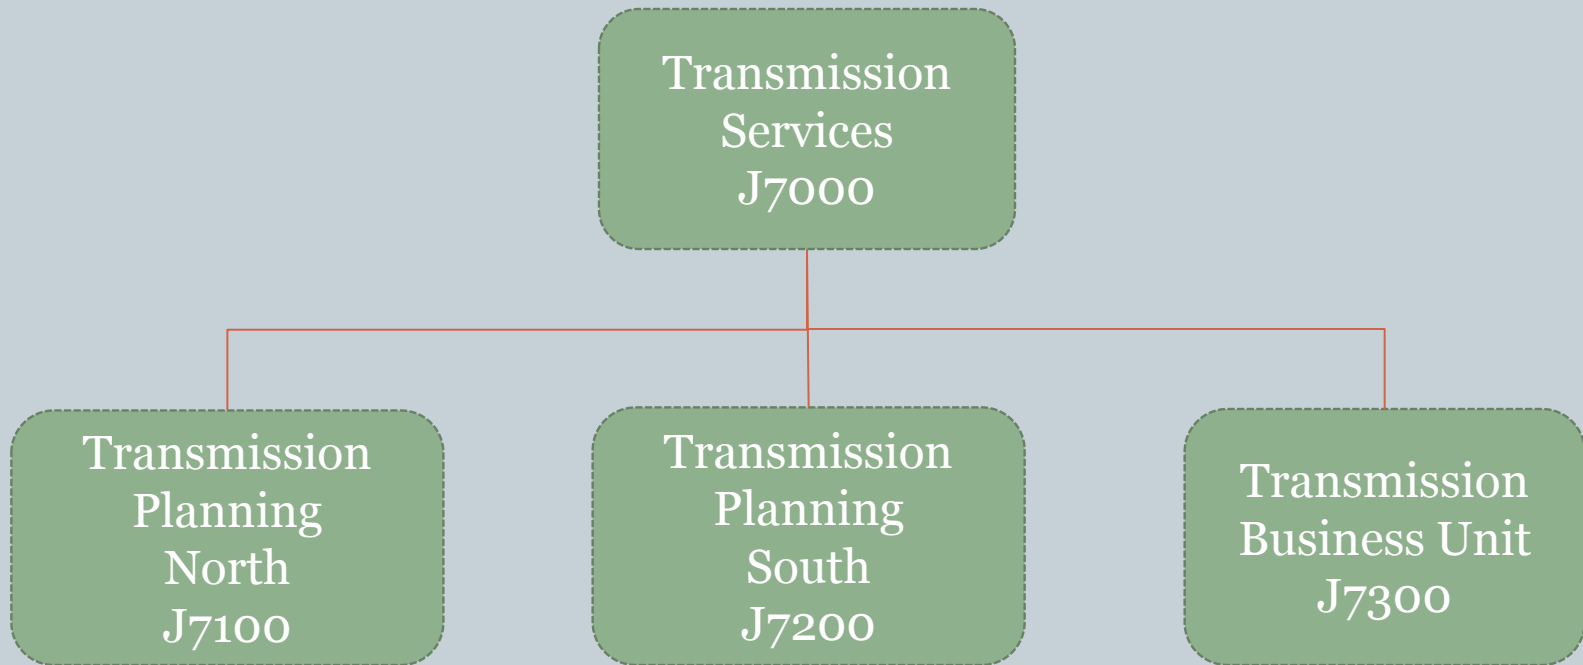 Transmission
Services
J7000
Transmission
Planning
North
J7100
Transmission
Planning
South
J7200
Transmission
Business Unit
J7300